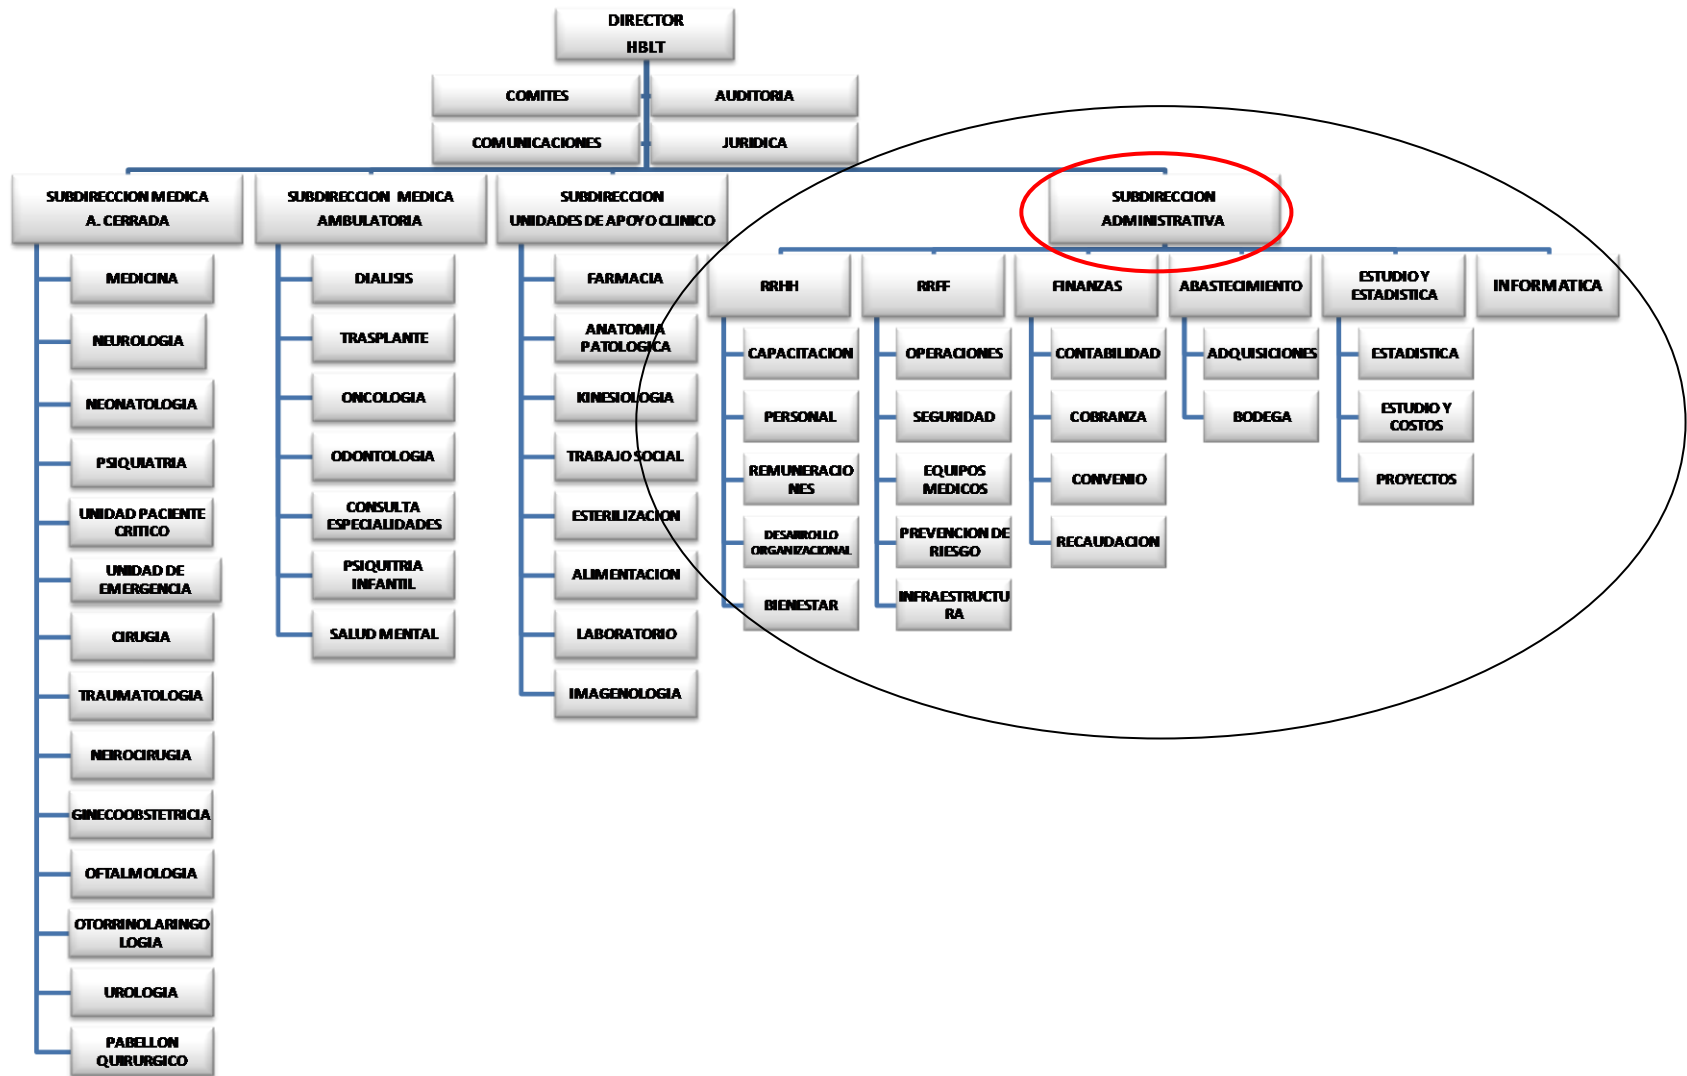 DIRECTOR
HBLT
COMITES
AUDITORIA
COMUNICACIONES
JURIDICA
SUBDIRECCION MEDICA
A. CERRADA
MEDICINA
NEUROLOGIA
NEONATOLOGIA
PSIQUIATRIA
UNIDAD PACIENTE
CRITICO
UNIDAD DE
EMERGENCIA
CIRUGIA
TRAUMATOLOGIA
NEIROCIRUGIA
GINECOOBSTETRICIA
OFTALMOLOGIA
OTORRINOLARINGO
LOGIA
UROLOGIA
PABELLON
QUIRURGICO
SUBDIRECCION MEDICA
AMBULATORIA
DIALISIS
TRASPLANTE
ONCOLOGIA
ODONTOLOGIA
CONSULTA
ESPECIALIDADES
PSIQUITRIA
INFANTIL
SALUD MENTAL
SUBDIRECCION
UNIDADES DE APOYO CLINICO
FARMACIA
ANATOMIA
PATOLOGICA
KINESIOLOGIA
TRABAJO SOCIAL
ESTERILIZACION
ALIMENTACION
LABORATORIO
IMAGENOLOGIA
SUBDIRECCION
ADMINISTRATIVA
RRHH
CAPACITACION
PERSONAL
REMUNERACIO
NES
DESARROLLO
ORGANIZACIONAL
BIENESTAR
RRFF
OPERACIONES
SEGURIDAD
EQUIPOS
MEDICOS
PREVENCION DE
RIESGO
INFRAESTRUCTU
RA
FINANZAS
CONTABILIDAD
COBRANZA
CONVENIO
RECAUDACION
ABASTECIMIENTO
ADQUISICIONES
BODEGA
ESTUDIO Y
ESTADISTICA
ESTADISTICA
ESTUDIO Y
COSTOS
PROYECTOS
INFORMATICA